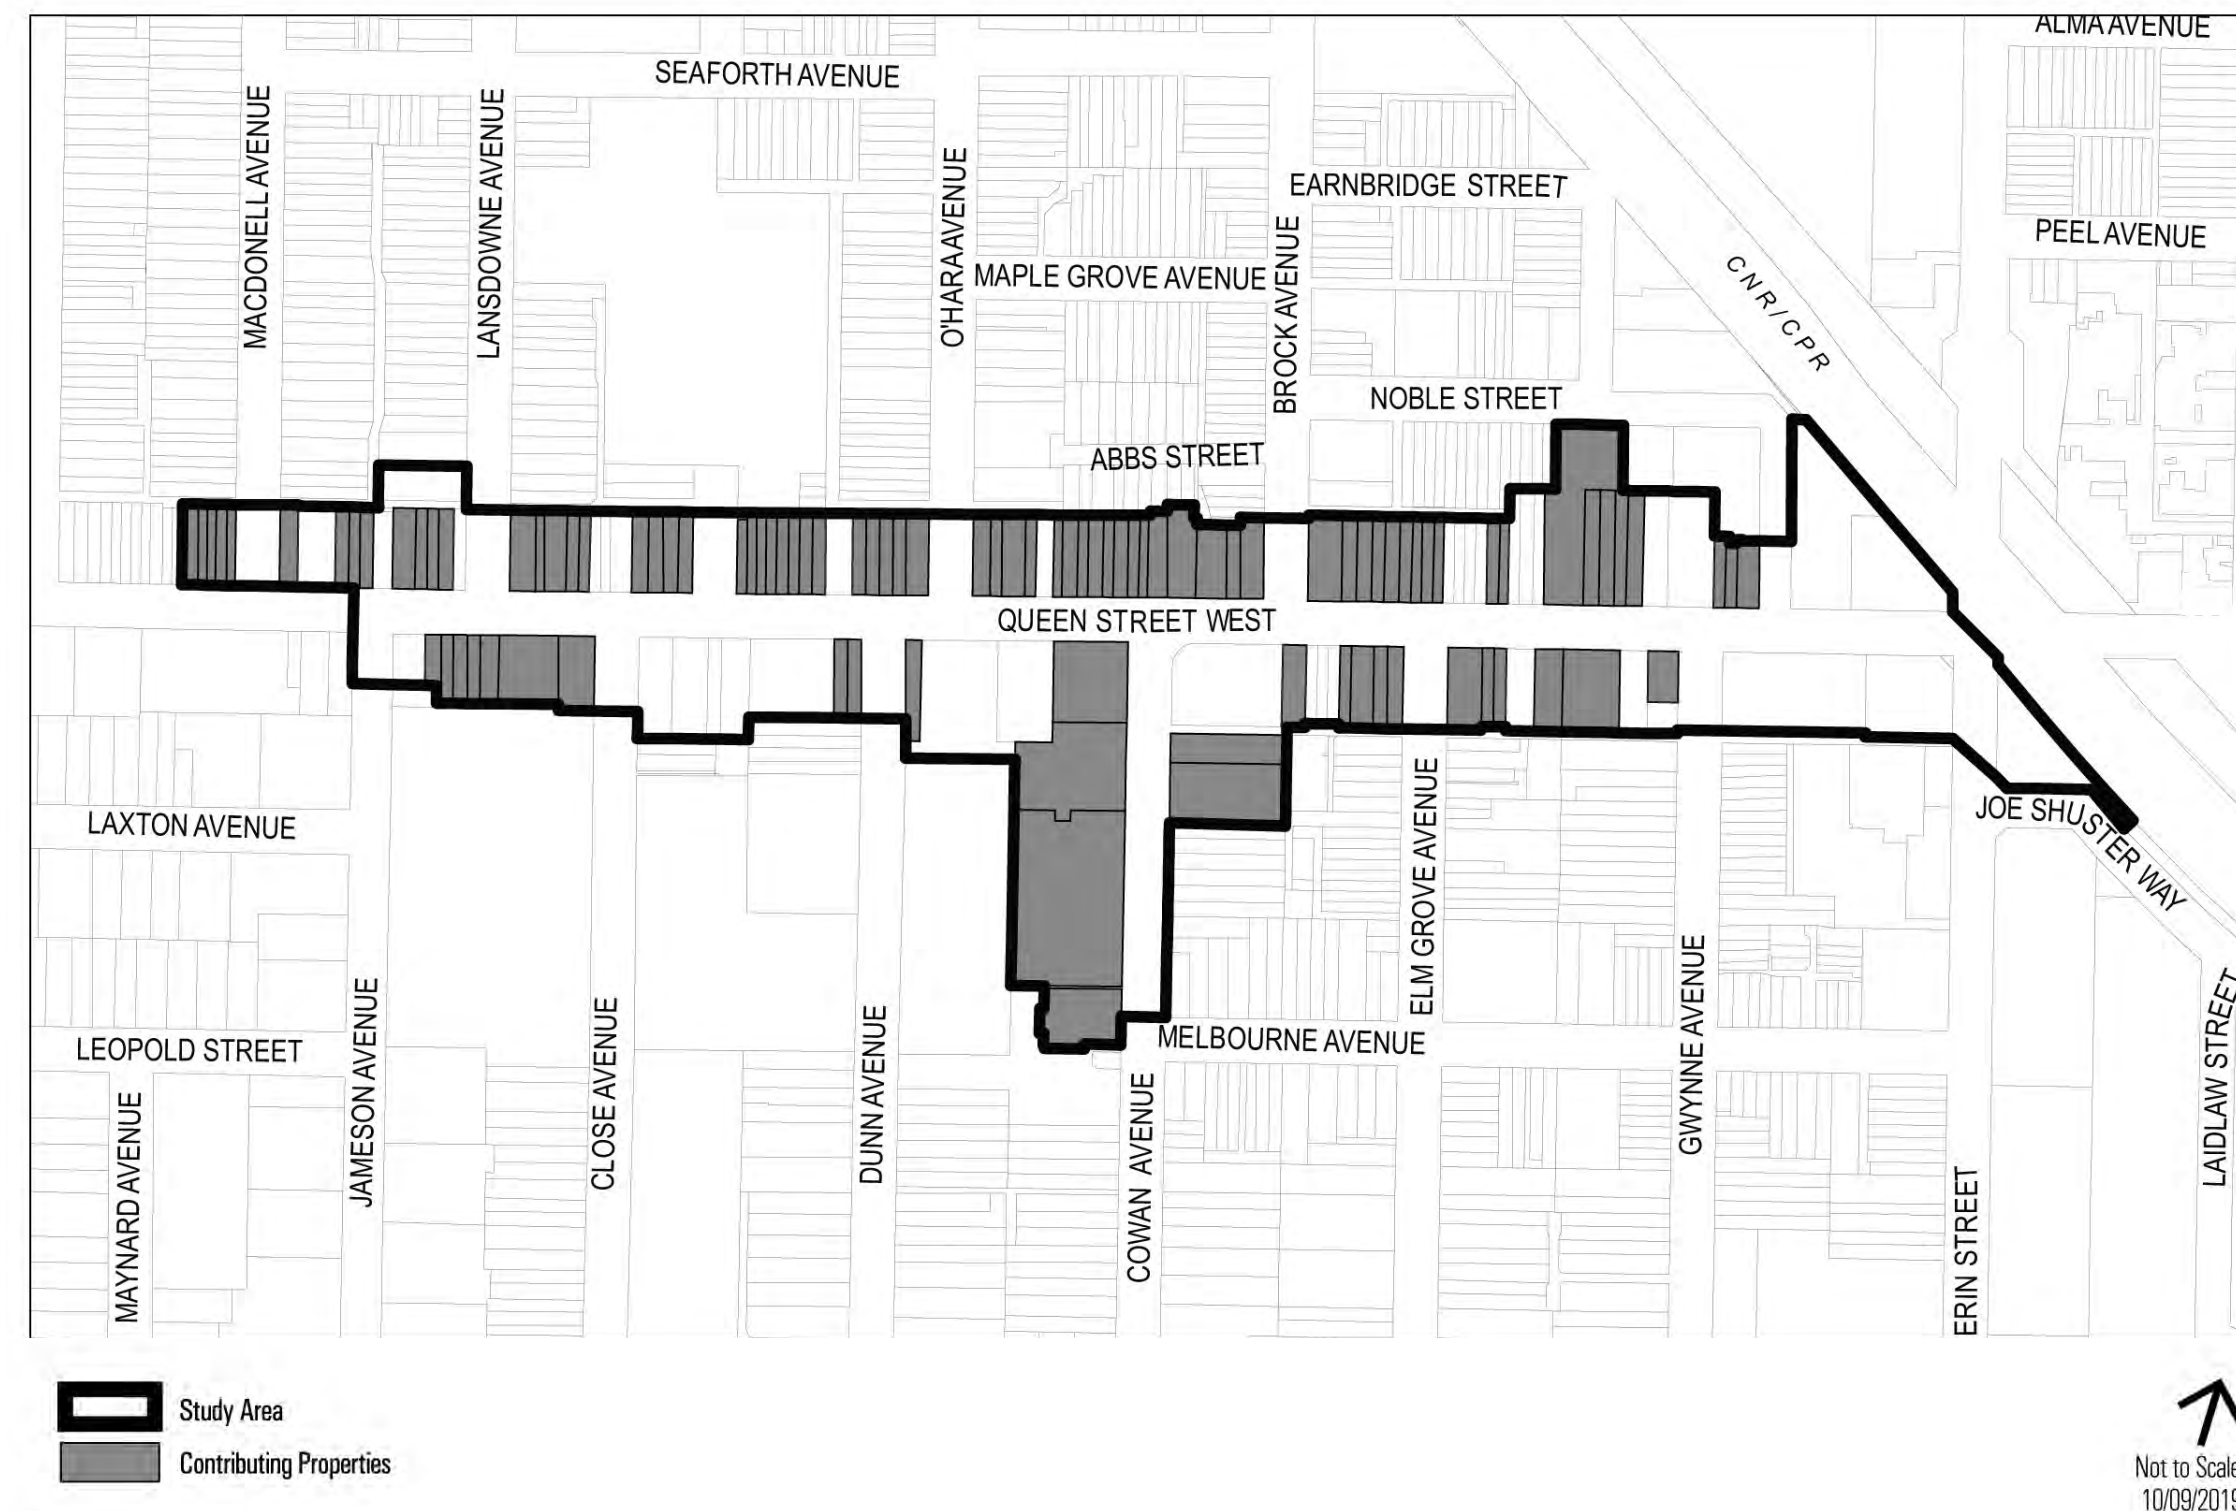 ALMA AVENUE
SEAFORTH AVENUE
MACDONELL AVENUE
LANSDOWNE AVENUE
O'HARA AVENUE
EARNBRIDGE STREET
BROCK AVENUE
PEEL AVENUE
MAPLE GROVE AVENUE
CNR/CPR
NOBLE STREET
ABBS STREET
QUEEN STREET WEST
LAXTON AVENUE
ELM GROVE AVENUE
JOE SHUSTER WAY
LEOPOLD STREET
MAYNARD AVENUE
JAMESON AVENUE
CLOSE AVENUE
DUNN AVENUE
MELBOURNE AVENUE
COWAN AVENUE
GWYNNE AVENUE
ERIN STREET
LAIDLAW STREET
Study Area
Contributing Properties
Not to Scale
10/09/2019